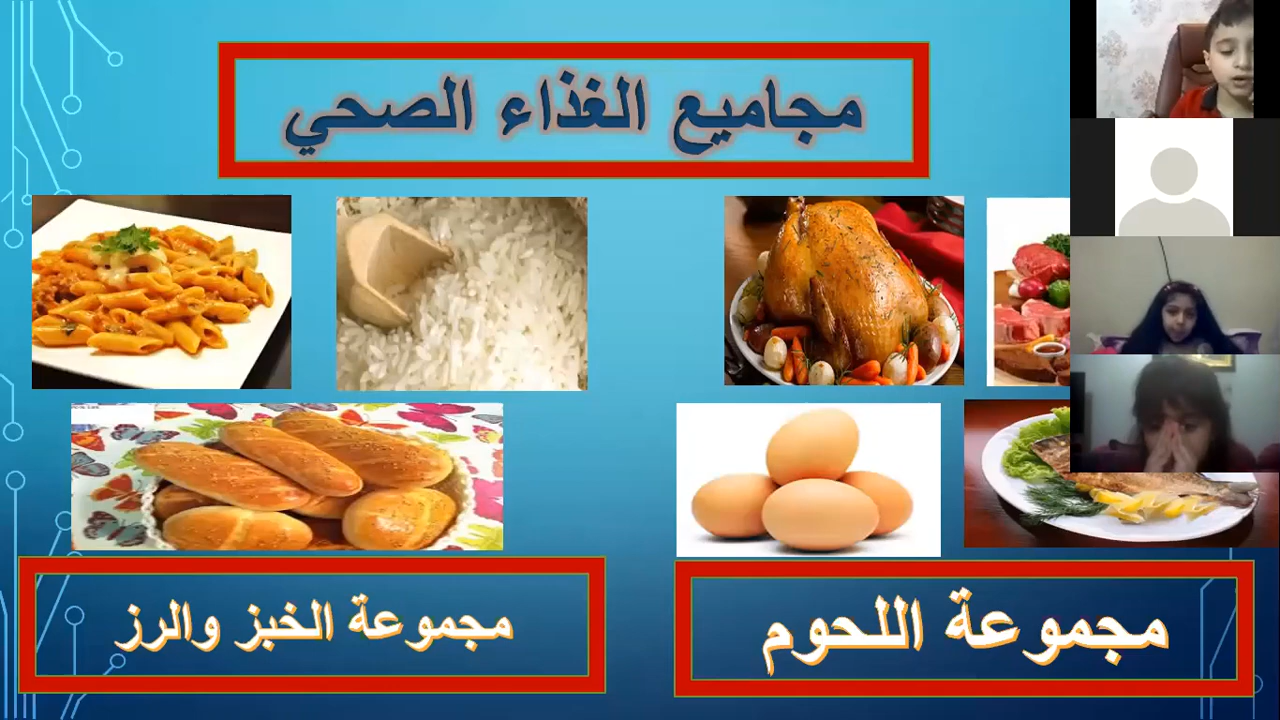 مجاميع الغذاء الصحي
مجموعة اللحوم
مجموعة الخبز والرز